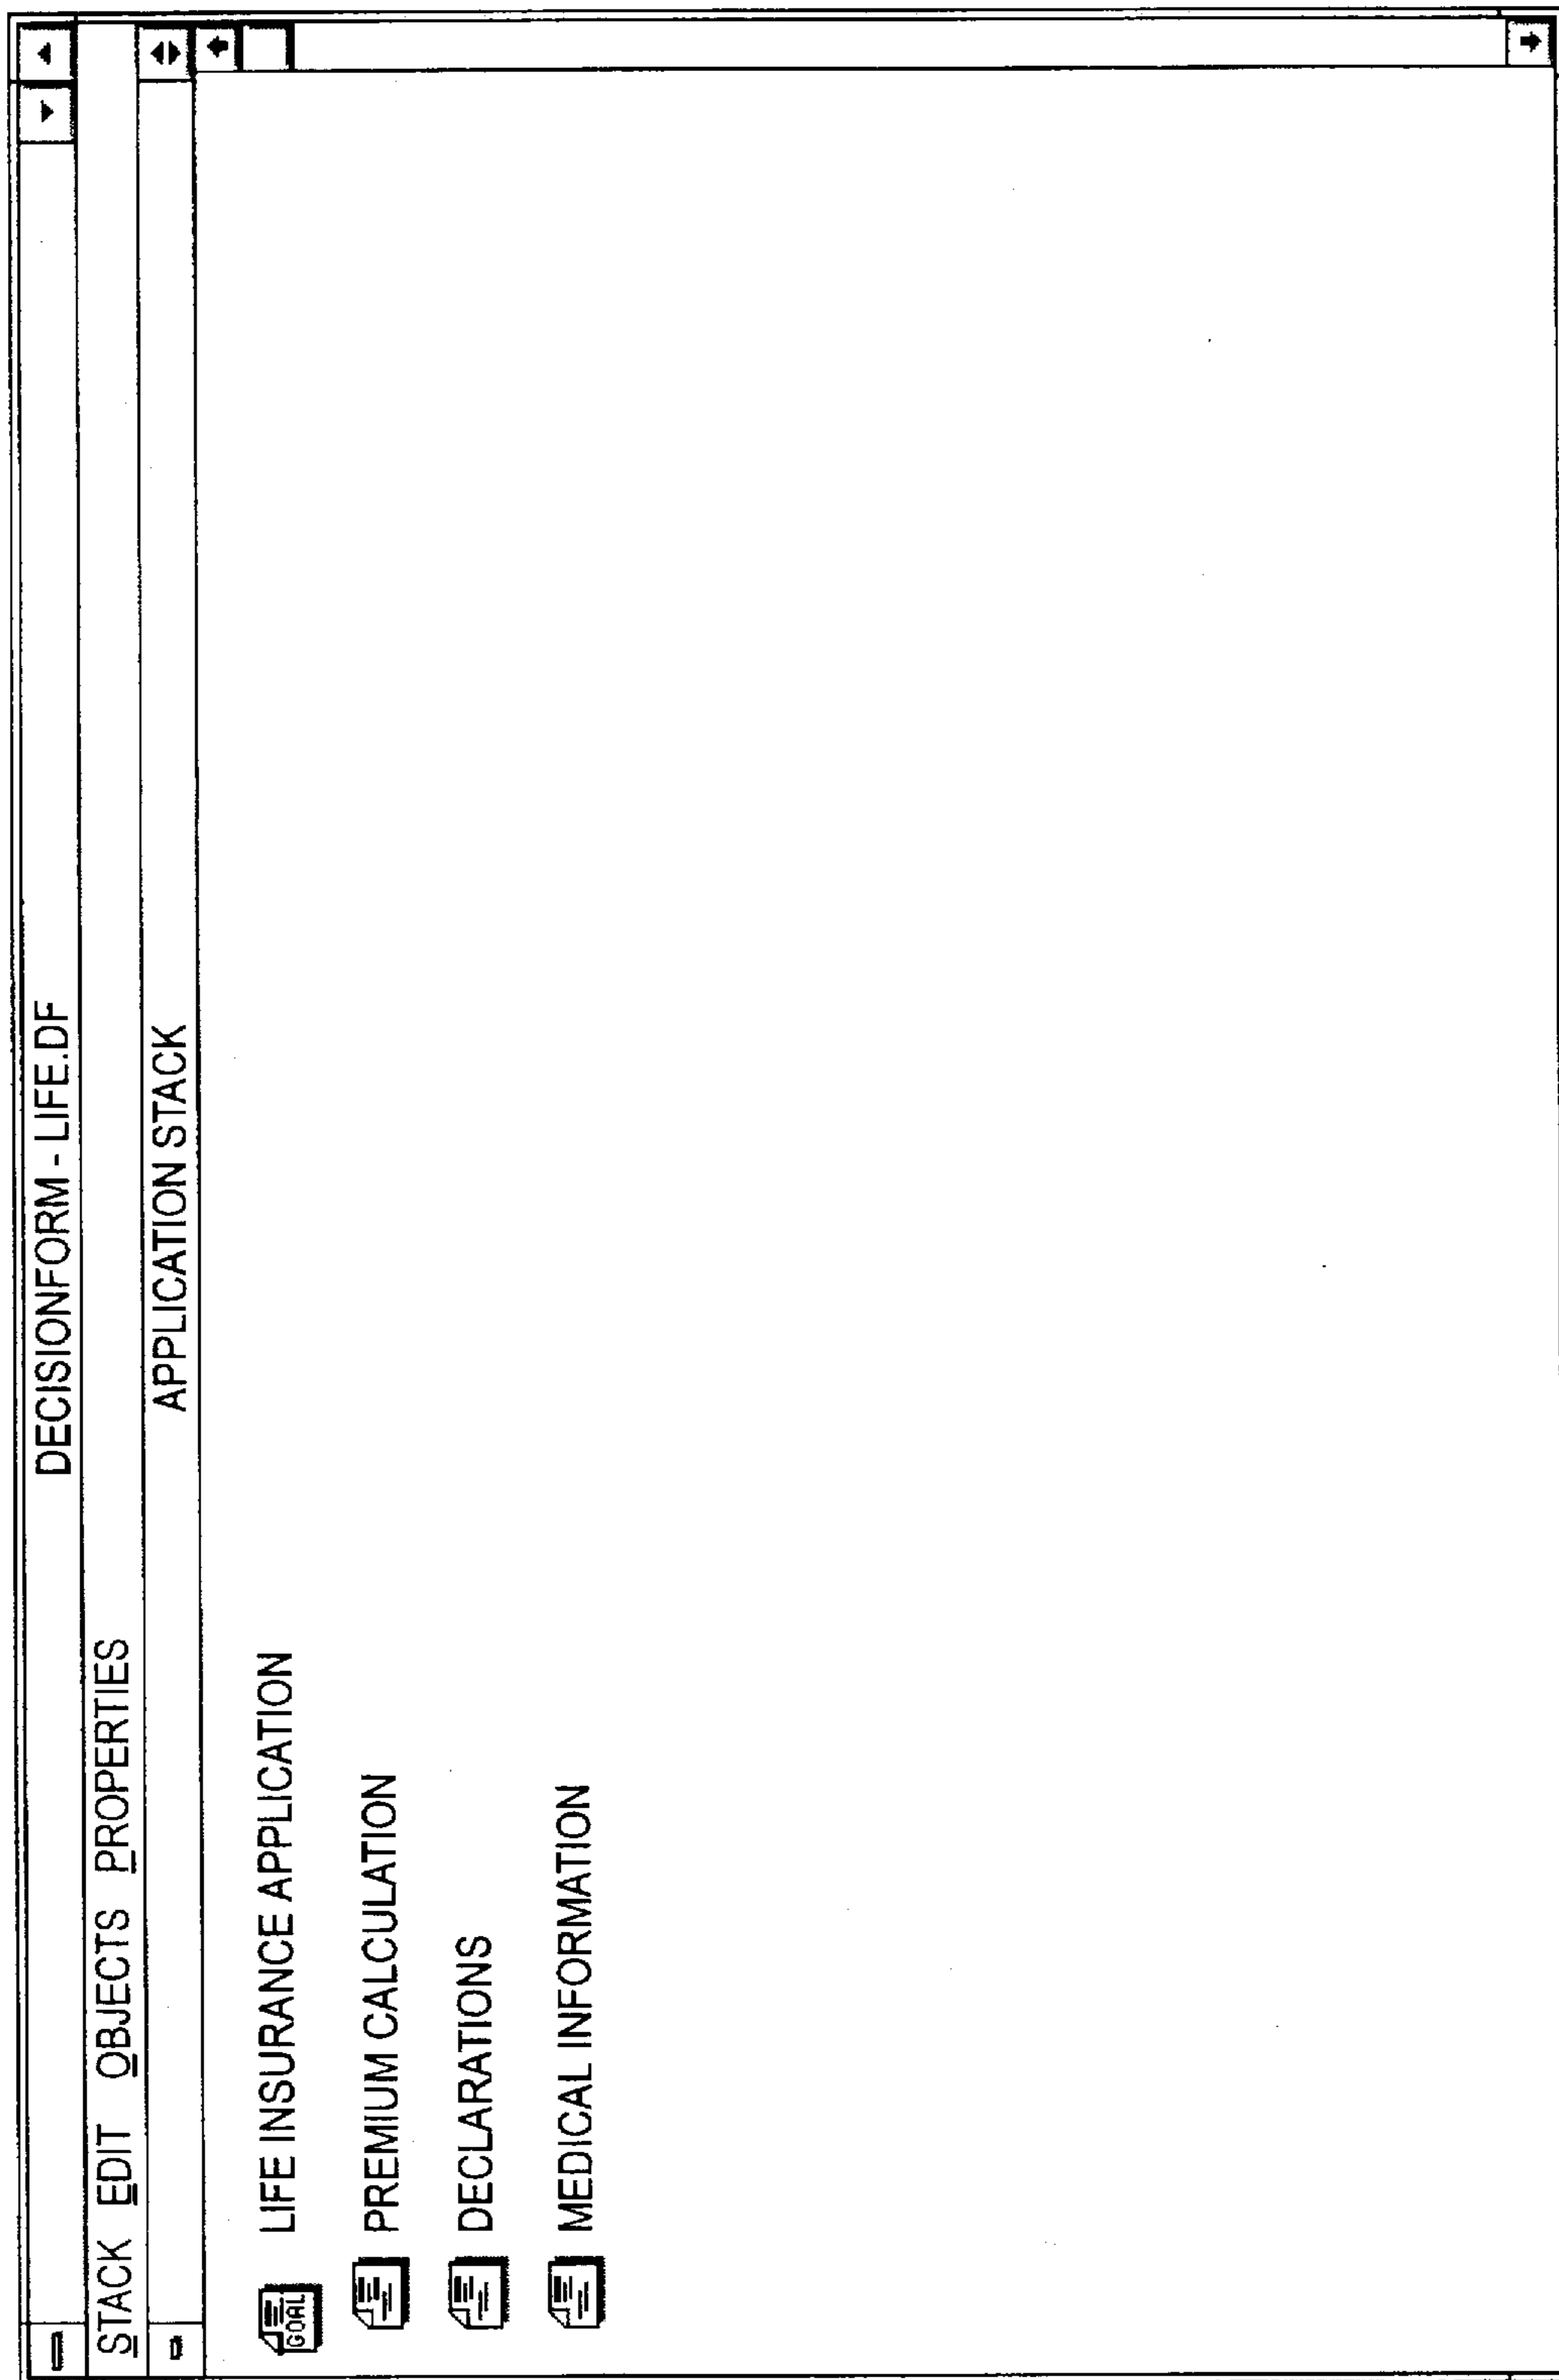 DECISIONFORM - LIFE.DF
STACK EDIT OBJECTS PROPERTIES
APPLICATION STACK
GOAL LIFE INSURANCE APPLICATION
PREMIUM CALCULATION
DECLARATIONS
MEDICAL INFORMATION